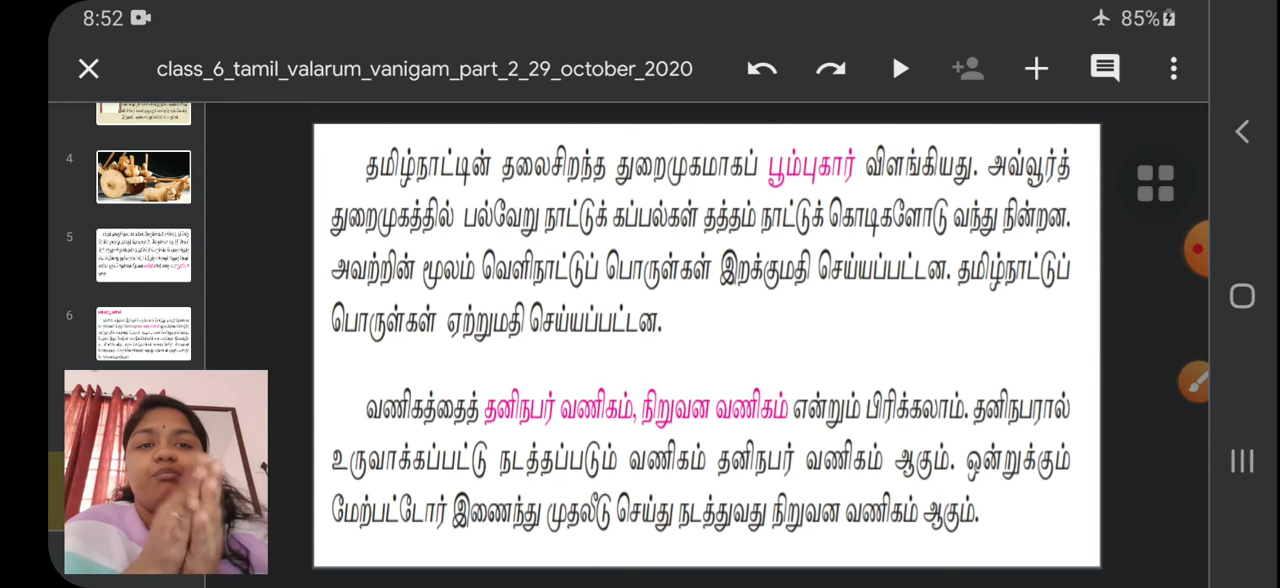 8:52
85%
class_6_tamil_valarum_vanigam_part_2_29_october_2020
4
5
6
தமிழ்நாட்டின் தலைசிறந்த துறைமுகமாகப் பூம்புகார் விளங்கியது. அவ்வூர்த்
துறைமுகத்தில் பல்வேறு நாட்டுக் கப்பல்கள் தத்தம் நாட்டுக் கொடிகளோடு வந்து நின்றன.
அவற்றின் மூலம் வெளிநாட்டுப் பொருள்கள் இறக்குமதி செய்யப்பட்டன. தமிழ்நாட்டுப்
பொருள்கள் ஏற்றுமதி செய்யப்பட்டன.
வணிகத்தைத் தனிநபர் வணிகம், நிறுவன வணிகம் என்றும் பிரிக்கலாம். தனிநபரால்
உருவாக்கப்பட்டு நடத்தப்படும் வணிகம் தனிநபர் வணிகம் ஆகும். ஒன்றுக்கும்
மேற்பட்டோர் இணைந்து முதலீடு செய்து நடத்துவது நிறுவன வணிகம் ஆகும்.